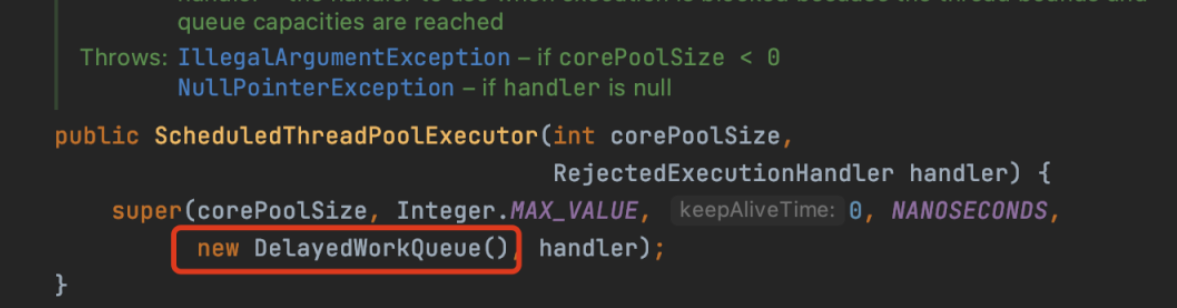 queue capacities are reached
Throws: IllegalArgumentException – if corePoolSize < 0
NullPointerException – if handler is null
public ScheduledThreadPoolExecutor(int corePoolSize,
RejectedExecutionHandler handler) {
super(corePoolSize, Integer.MAX_VALUE, keepAliveTime: 0, NANOSECONDS,
new DelayedWorkQueue(), handler);
}